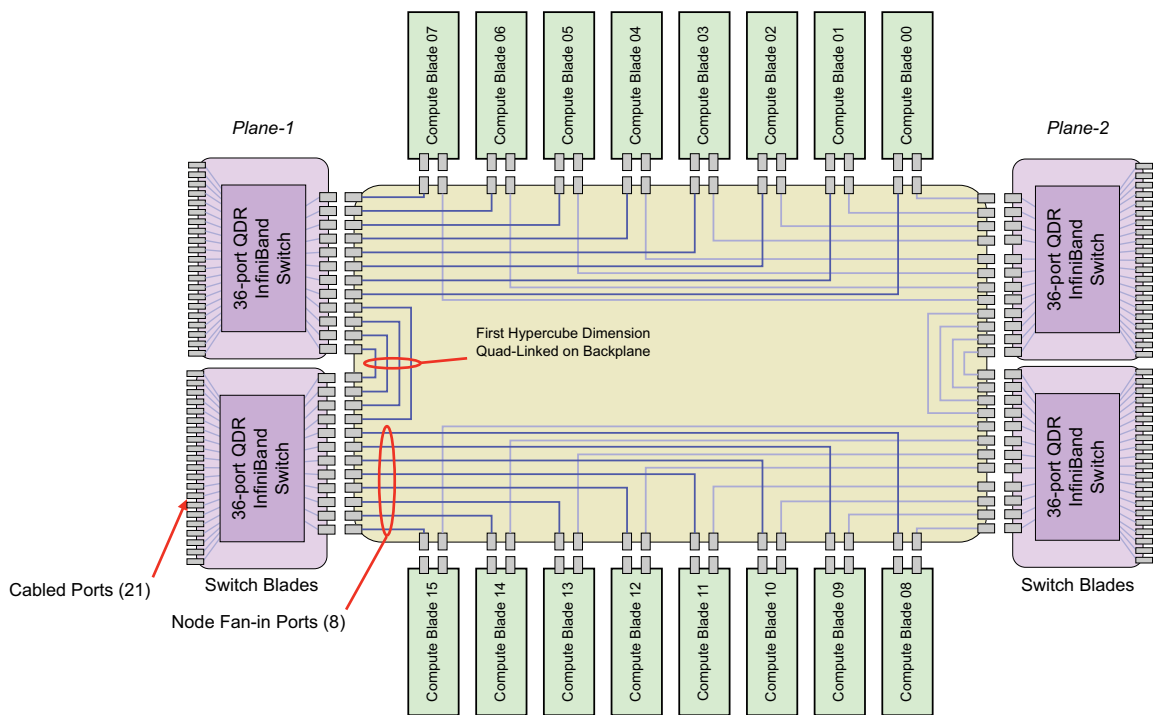 Compute Blade 07
Compute Blade 06
Compute Blade 05
Compute Blade 04
Compute Blade 03
Compute Blade 02
Compute Blade 01
Compute Blade 00
Plane-1
Plane-2
36-port QDR
InfiniBand
Switch
36-port QDR
InfiniBand
Switch
First Hypercube Dimension
Quad-Linked on Backplane
36-port QDR
InfiniBand
Switch
36-port QDR
InfiniBand
Switch
Cabled Ports (21)
Switch Blades
Switch Blades
Node Fan-in Ports (8)
Compute Blade 15
Compute Blade 14
Compute Blade 13
Compute Blade 12
Compute Blade 11
Compute Blade 10
Compute Blade 09
Compute Blade 08